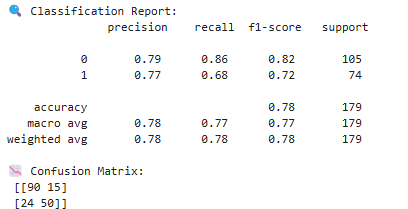 🔍 Classification Report:
              precision    recall  f1-score   support

           0       0.79      0.86      0.82       105
           1       0.77      0.68      0.72        74

    accuracy                           0.78       179
   macro avg       0.78      0.77      0.77       179
weighted avg       0.78      0.78      0.78       179

📉 Confusion Matrix:
 [[90 15]
 [24 50]]